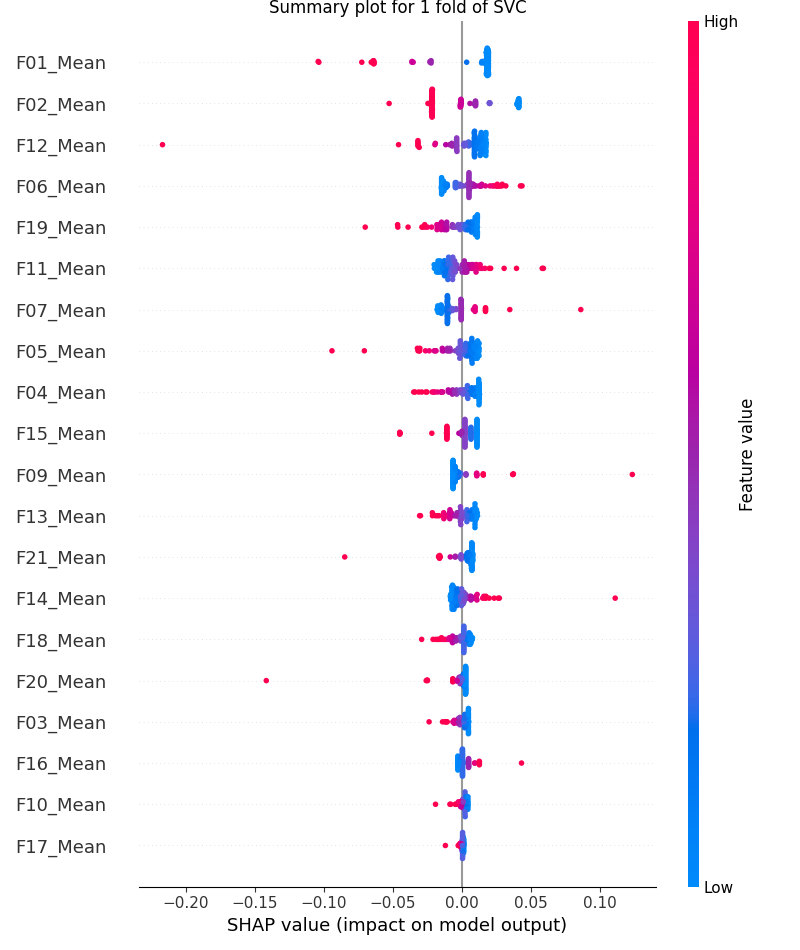 Summary plot for 1 fold of SVC
High
F01_Mean
F02_Mean
F12_Mean
F06_Mean
F19_Mean
F11_Mean
F07_Mean
F05_Mean
F04_Mean
F15_Mean
F09_Mean
F13_Mean
F21_Mean
F14_Mean
F18_Mean
F20_Mean
F03_Mean
F16_Mean
F10_Mean
F17_Mean
Feature value
Low
−0.20 −0.15 −0.10 −0.05 0.00 0.05 0.10
SHAP value (impact on model output)